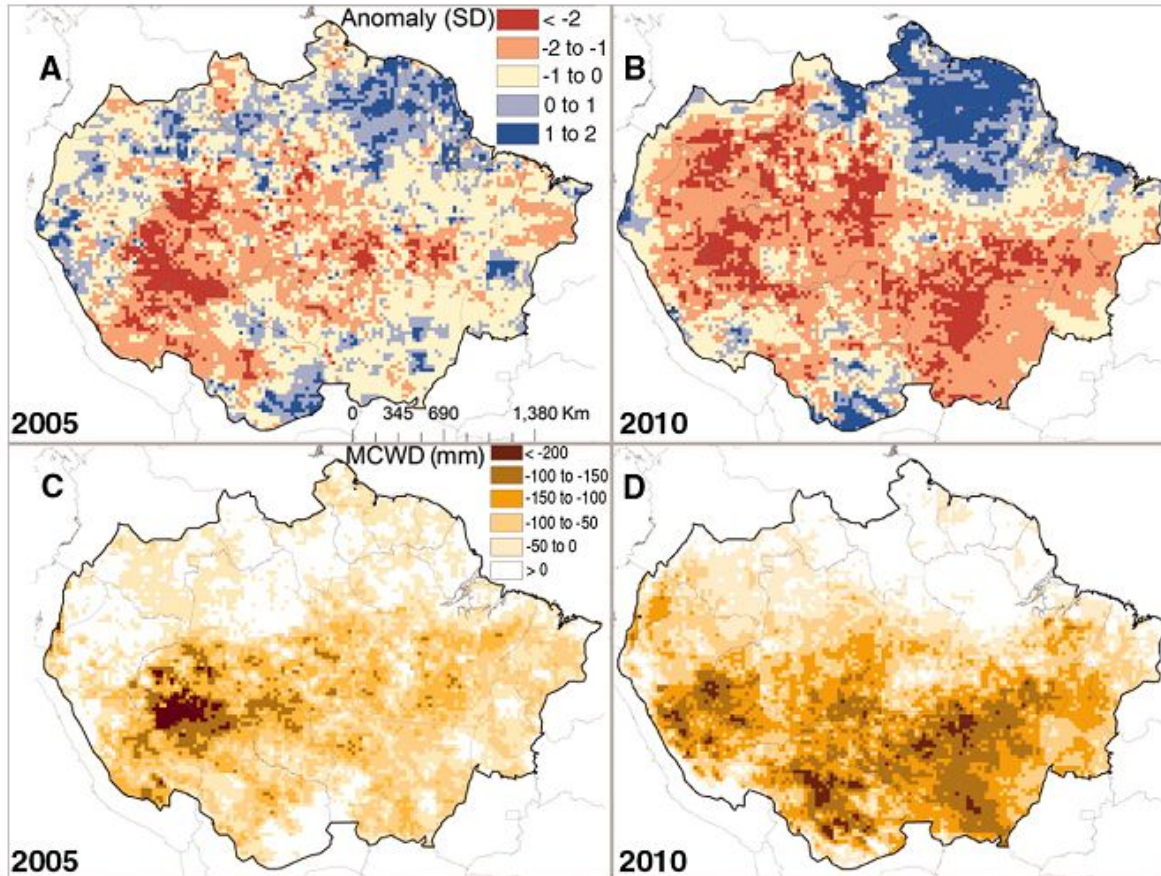 Anomaly (SD)
< -2
-2 to -1
-1 to 0
0 to 1
1 to 2
A
B
2005
0 345 690 1,380 Km
2010
MCWD (mm)
< -200
-100 to -150
-150 to -100
-100 to -50
-50 to 0
> 0
C
D
2005
2010